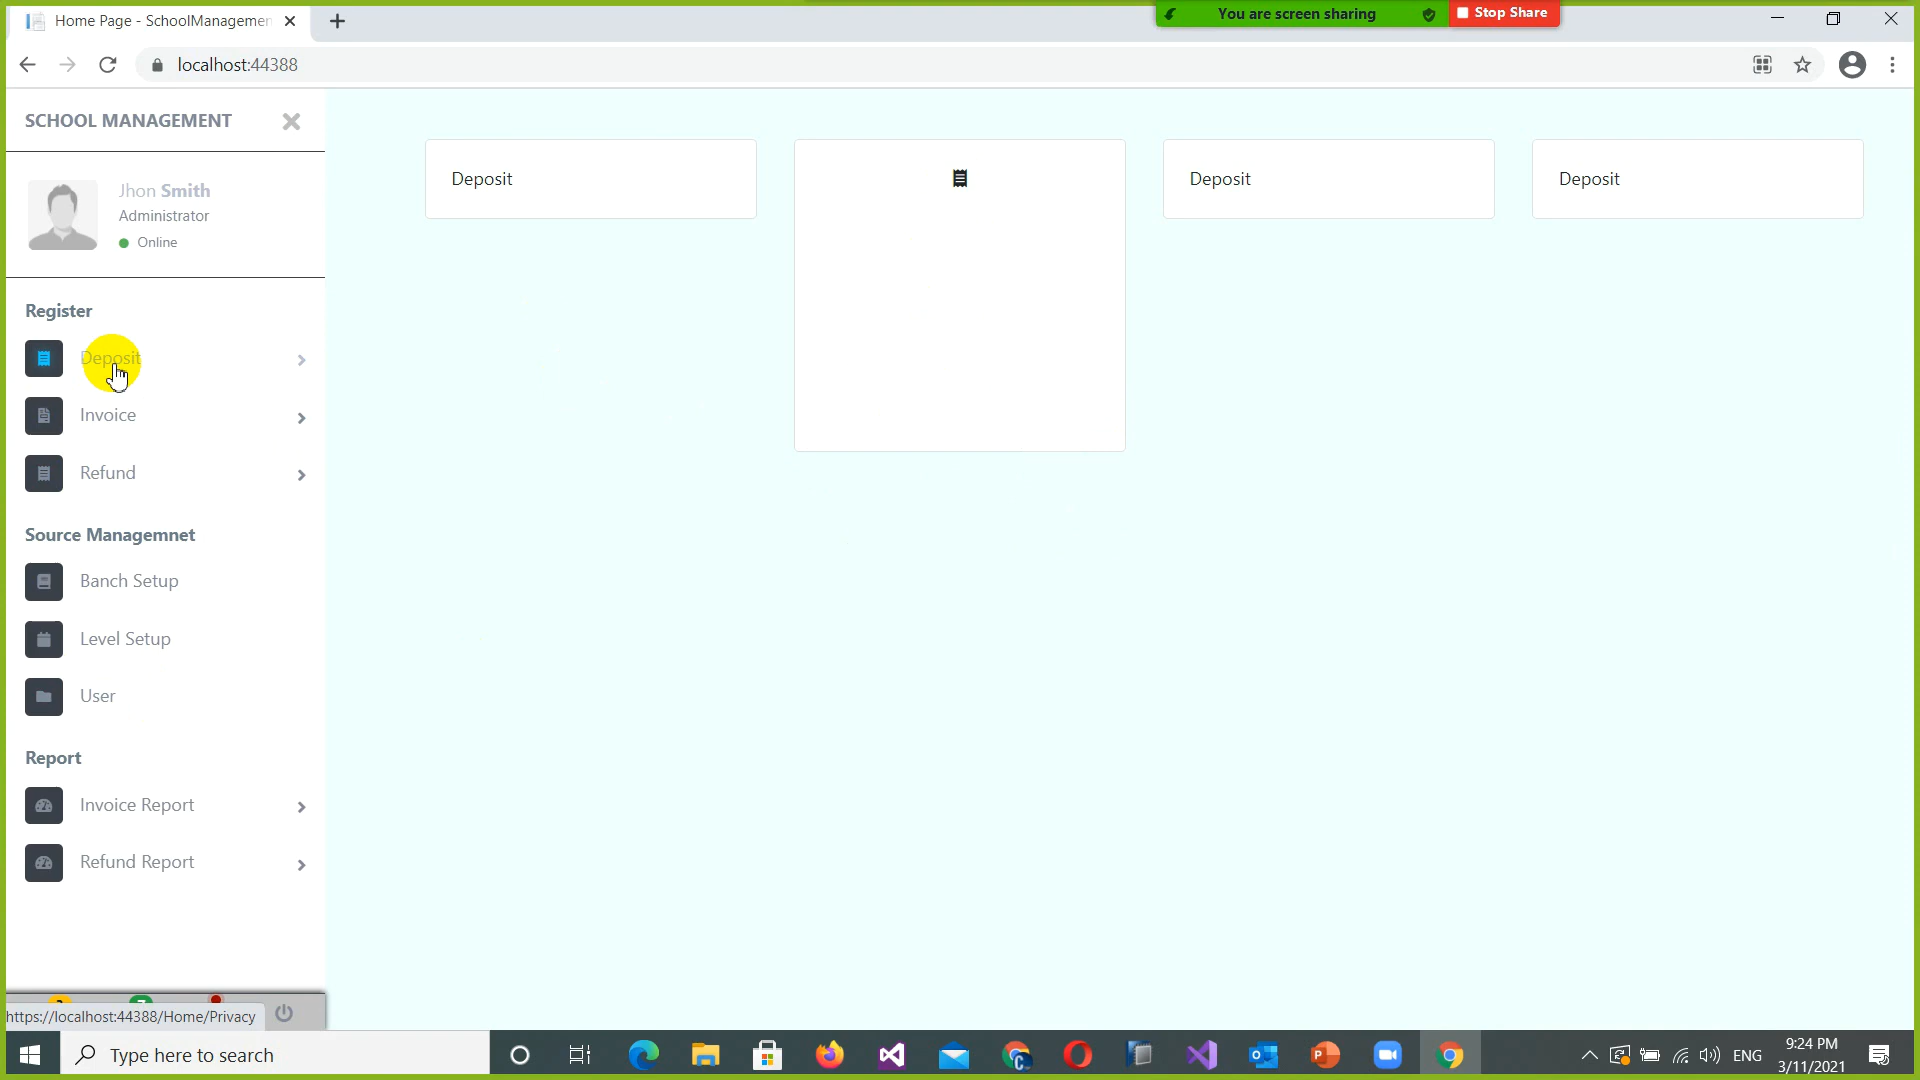 Home Page - SchoolManagemen
You are screen sharing
Stop Share
localhost:44388
SCHOOL MANAGEMENT
Jhon Smith
Administrator
Online
Register
Deposit
Invoice
Refund
Source Managemnet
Banch Setup
Level Setup
User
Report
Invoice Report
Refund Report
Deposit
Deposit
Deposit
https://localhost:44388/Home/Privacy
Type here to search
ENG
9:24 PM
3/11/2021